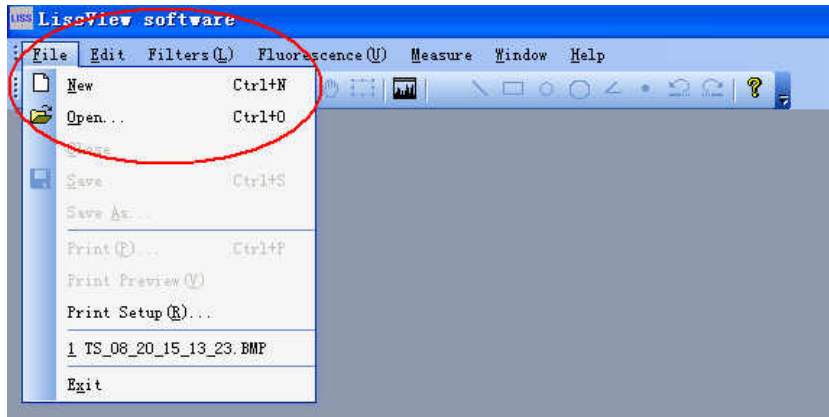 LISS LissView software
File Edit Filters(L) Fluorescence(U) Measure Window Help
New Ctrl+N
Open... Ctrl+O
Close
Save Ctrl+S
Save As...
Print(P)... Ctrl+P
Print Preview(V)
Print Setup(R)...
1 TS_08_20_15_13_23.BMP
Exit